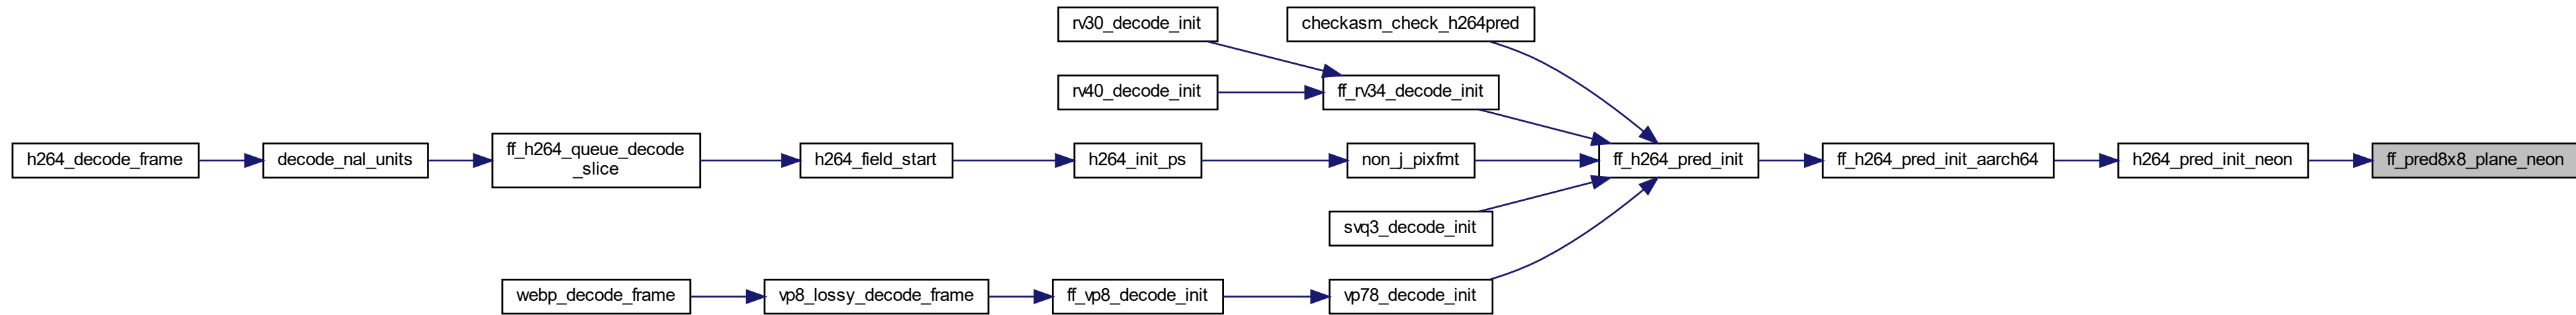 rv30_decode_init
checkasm_check_h264pred
rv40_decode_init
ff_rv34_decode_init
h264_decode_frame
decode_nal_units
ff_h264_queue_decode
_slice
h264_field_start
h264_init_ps
non_j_pixfmt
ff_h264_pred_init
ff_h264_pred_init_aarch64
h264_pred_init_neon
ff_pred8x8_plane_neon
svq3_decode_init
webp_decode_frame
vp8_lossy_decode_frame
ff_vp8_decode_init
vp78_decode_init